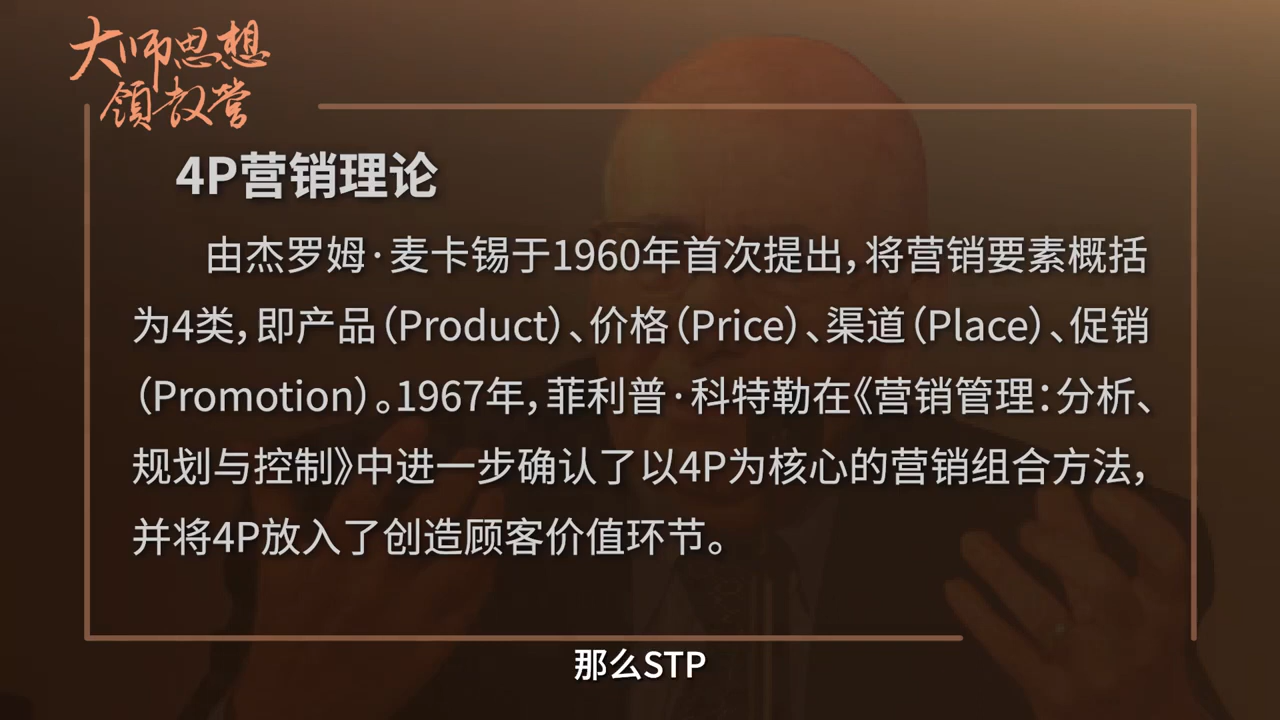 大师思想
领教营
4P营销理论
由杰罗姆·麦卡锡于1960年首次提出，将营销要素概括
为4类，即产品（Product）、价格（Price）、渠道（Place）、促销
（Promotion）。1967年，菲利普·科特勒在《营销管理：分析、
规划与控制》中进一步确认了以4P为核心的营销组合方法，
并将4P放入了创造顾客价值环节。
那么STP